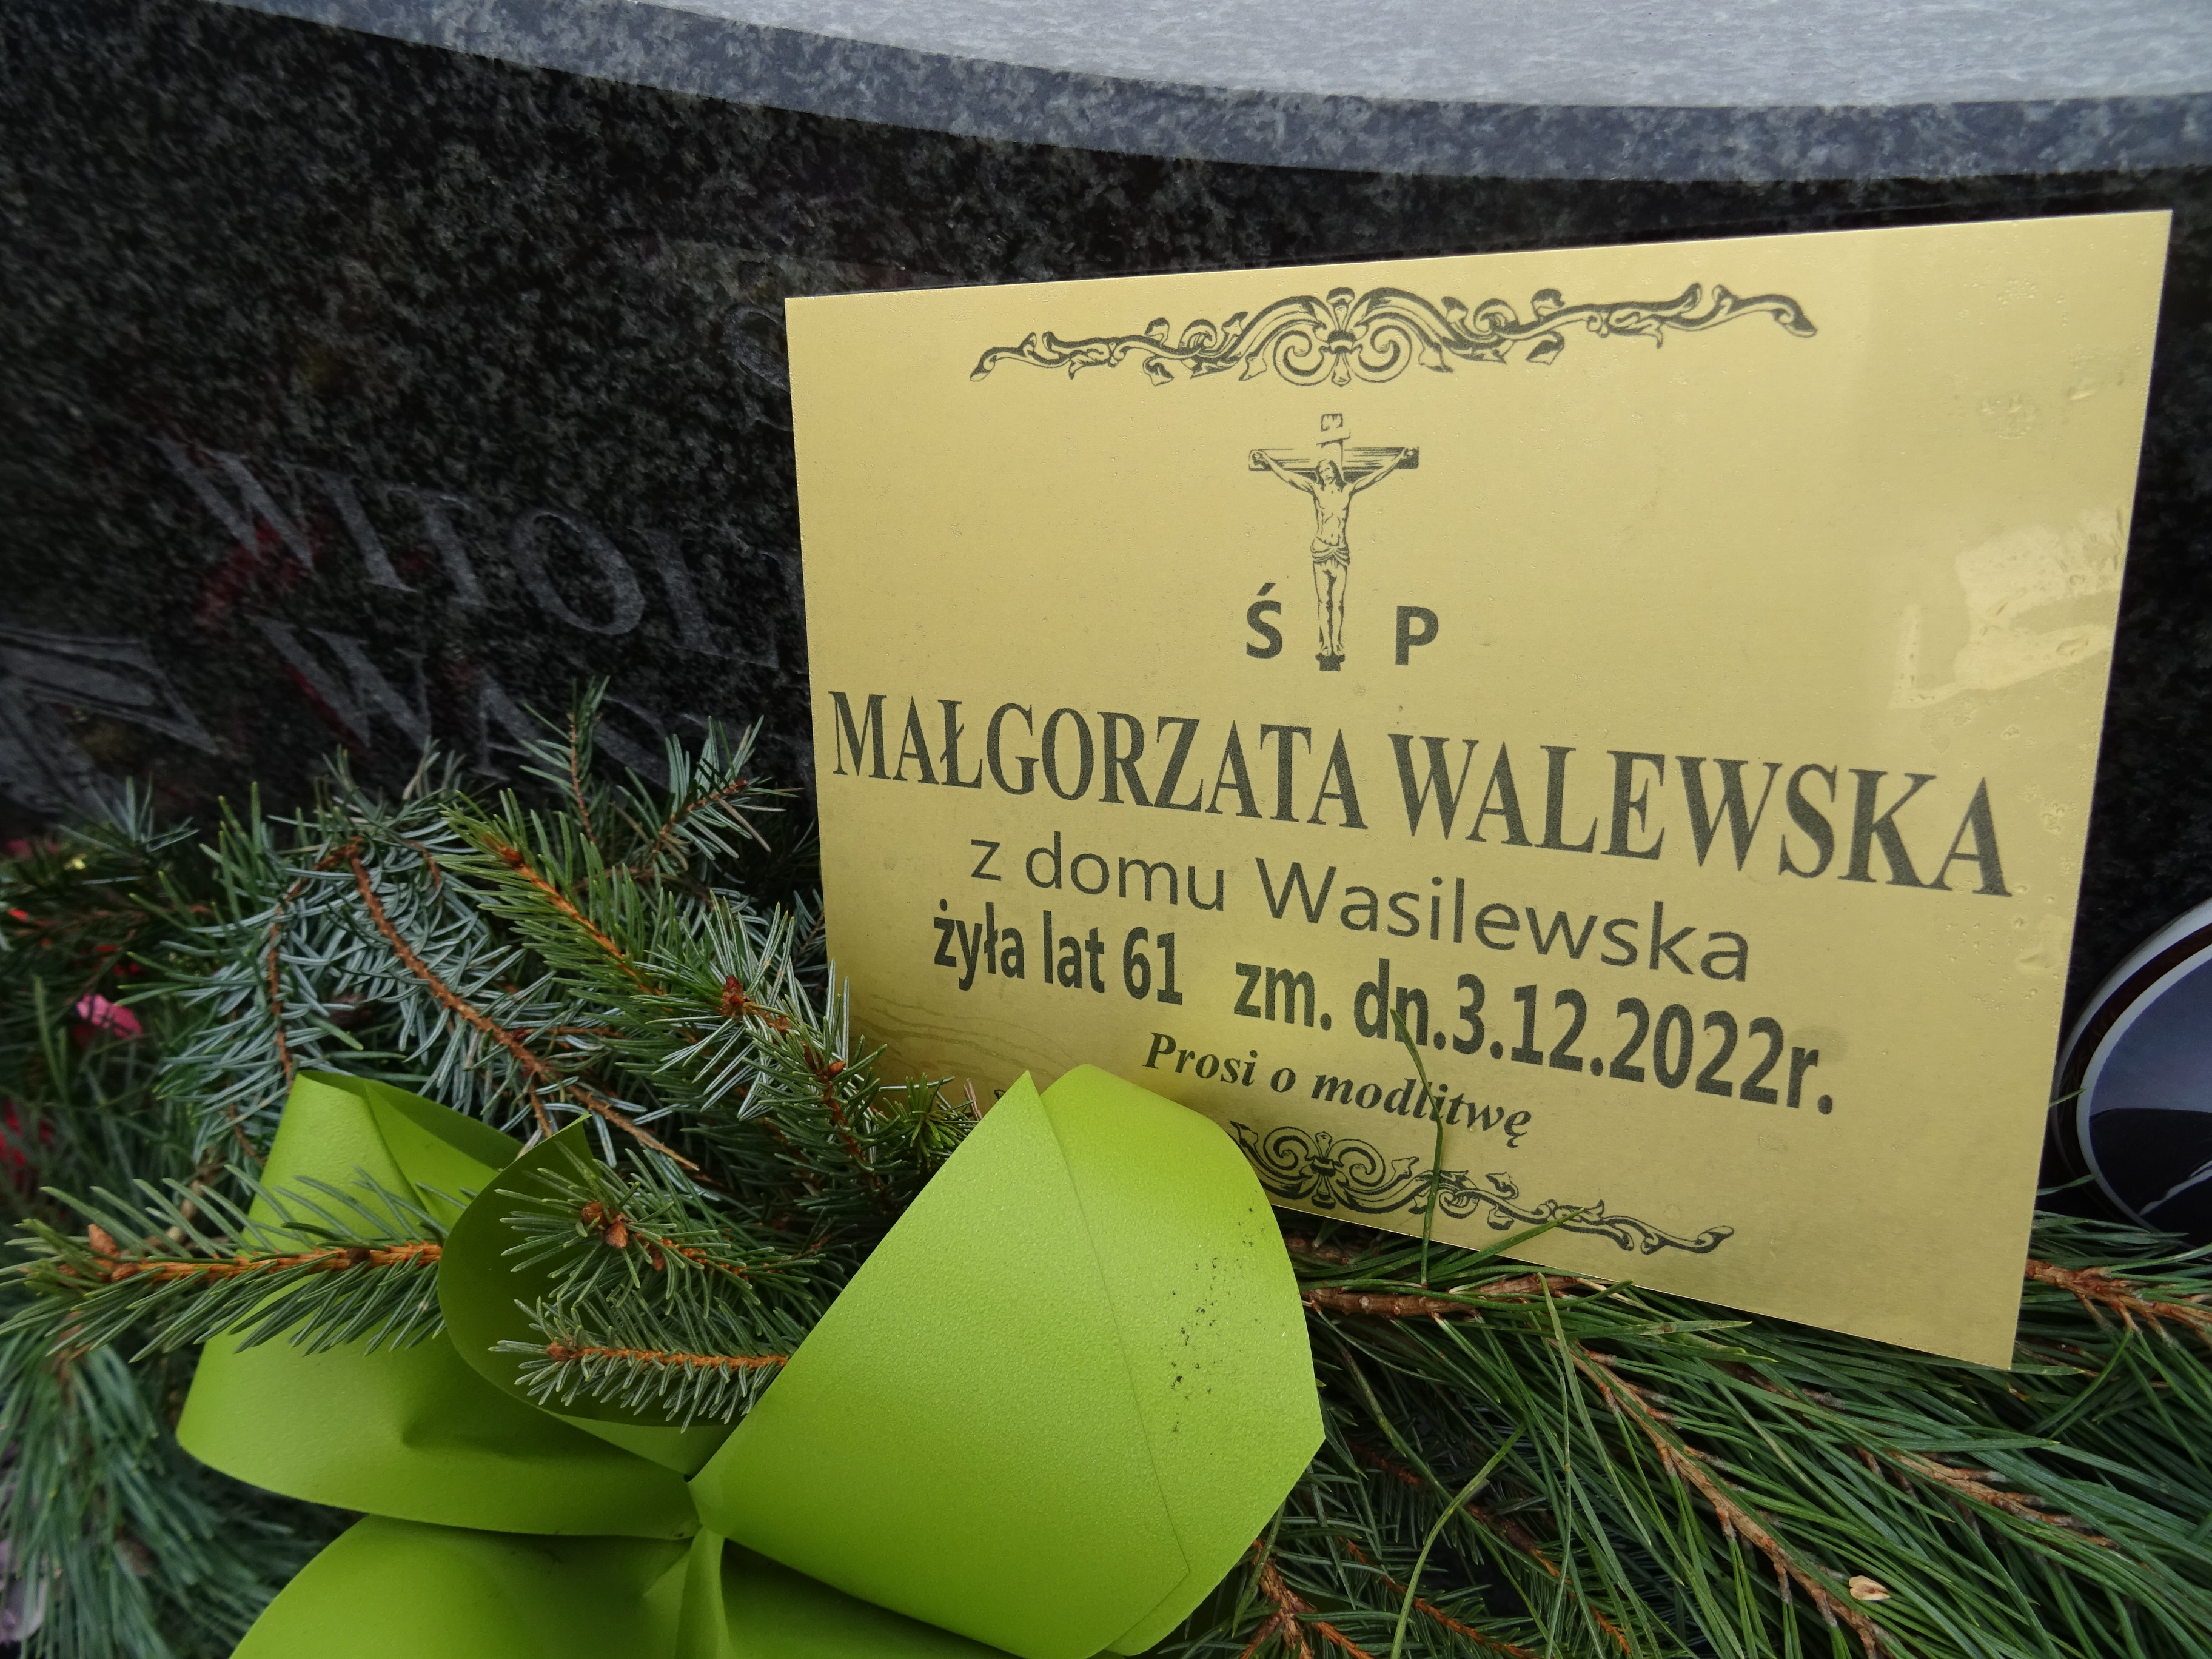 Ś P
MAŁGORZATA WALEWSKA
z domu Wasilewska
żyła lat 61 zm. dn.3.12.2022r.
Prosi o modlitwę